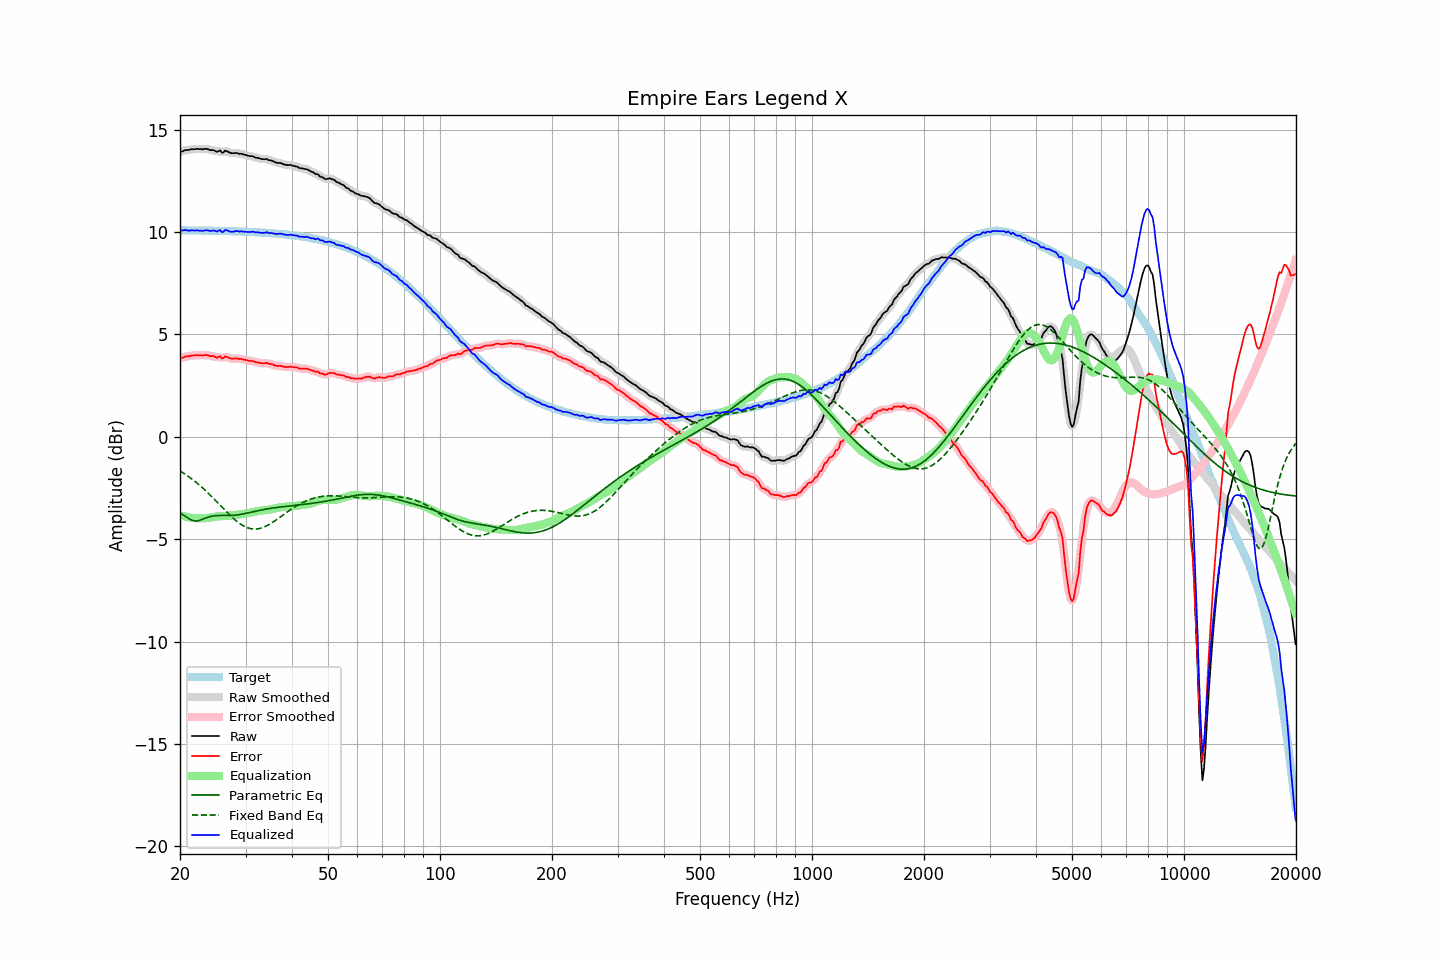 Empire Ears Legend X
15
10
5
0
−5
−10
−15
−20
Amplitude (dBr)
20
50
100
200
500
1000
2000
5000
10000
20000
Frequency (Hz)
Target
Raw Smoothed
Error Smoothed
Raw
Error
Equalization
Parametric Eq
Fixed Band Eq
Equalized